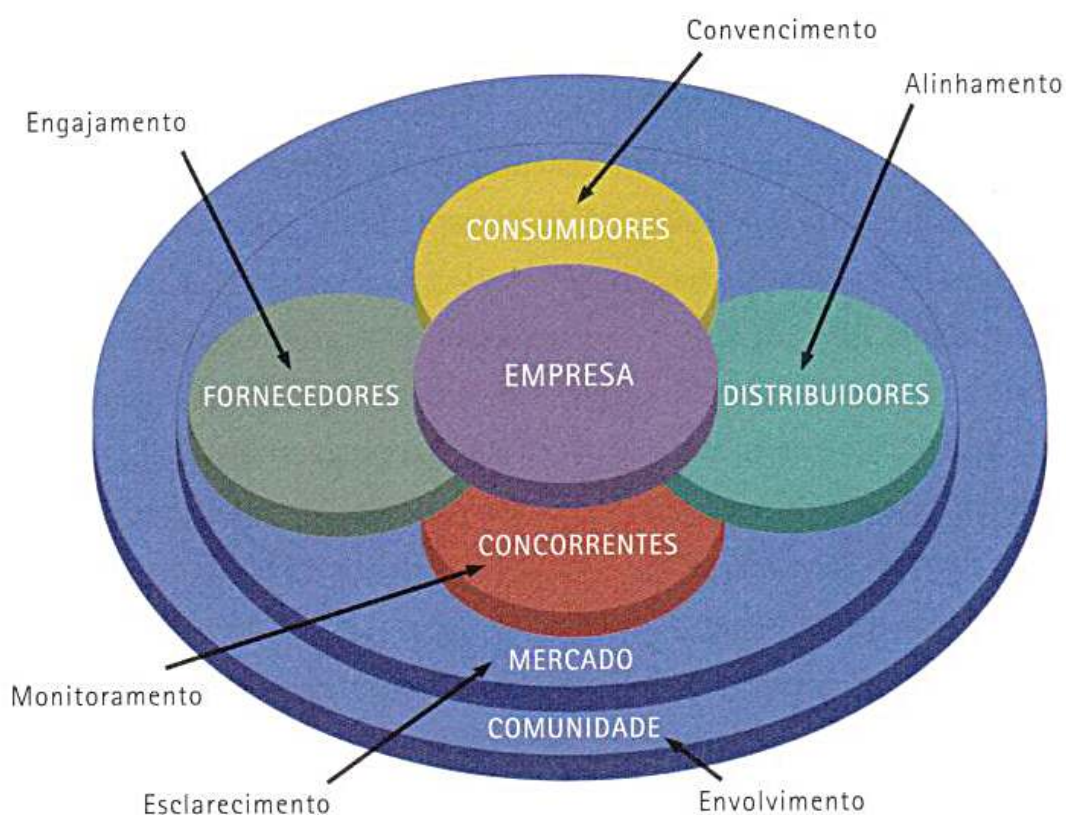 Convencimento
Alinhamento
Engajamento
CONSUMIDORES
EMPRESA
FORNECEDORES
DISTRIBUIDORES
CONCORRENTES
MERCADO
Monitoramento
COMUNIDADE
Esclarecimento
Envolvimento